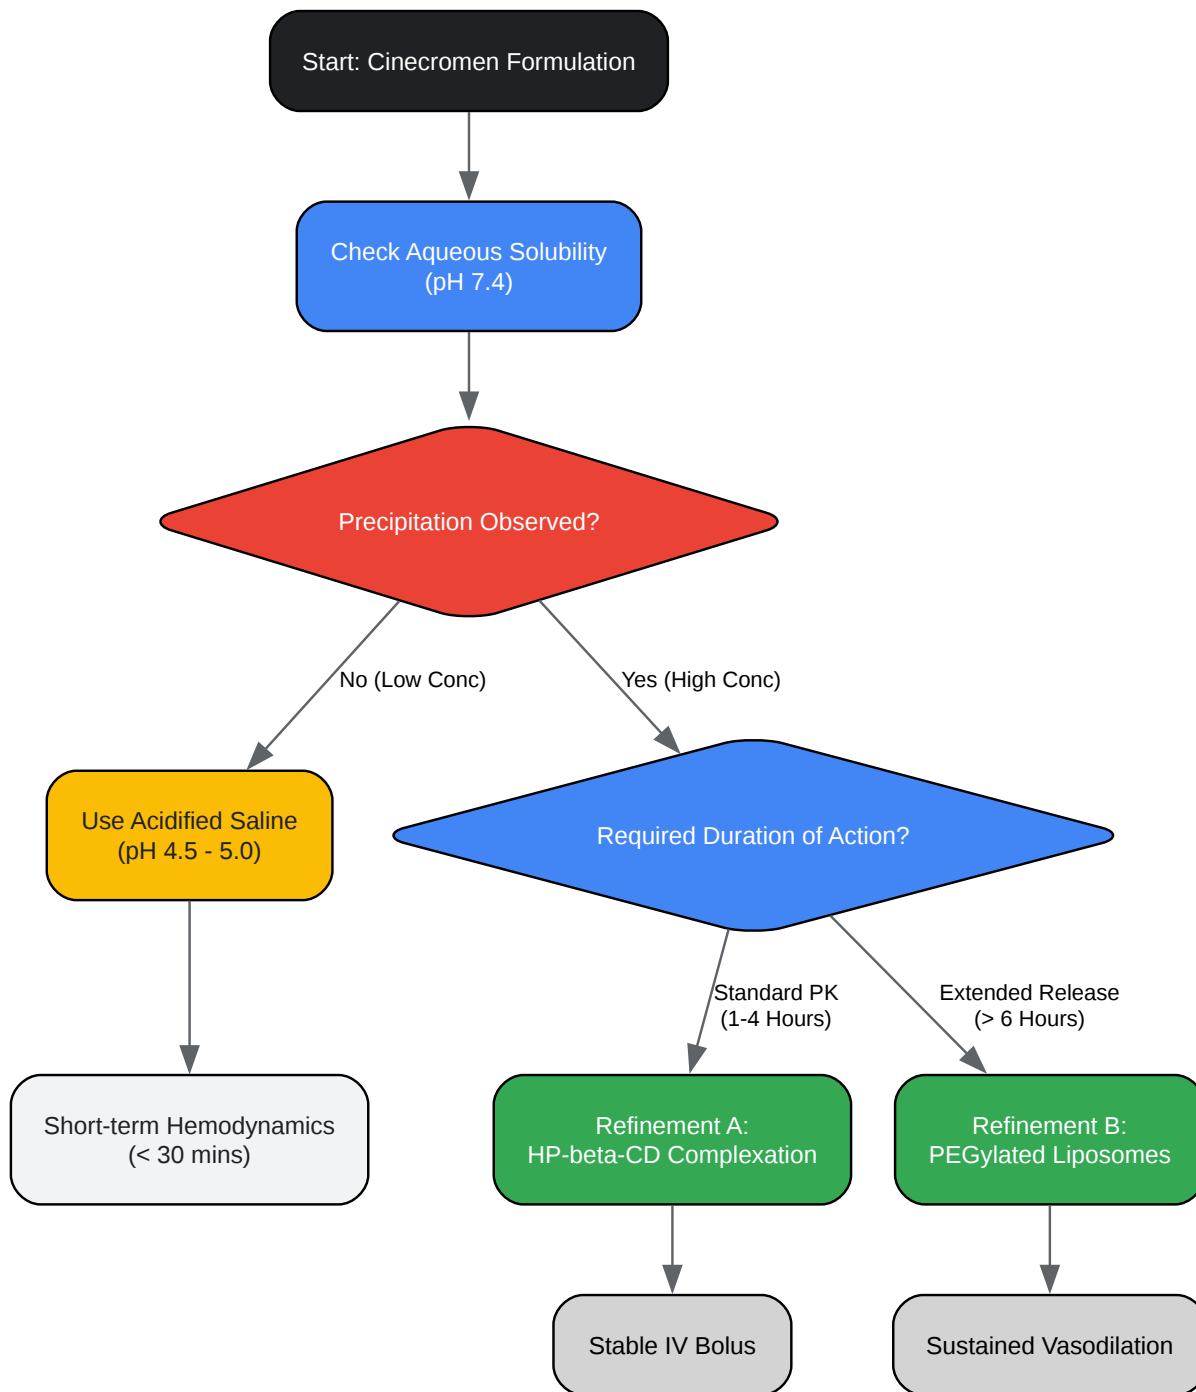 Start: Cinecromen Formulation
Check Aqueous Solubility
(pH 7.4)
Precipitation Observed?
No (Low Conc)
Yes (High Conc)
Use Acidified Saline
(pH 4.5 - 5.0)
Required Duration of Action?
Standard PK
(1-4 Hours)
Extended Release
(> 6 Hours)
Short-term Hemodynamics
(< 30 mins)
Refinement A:
HP-beta-CD Complexation
Refinement B:
PEGylated Liposomes
Stable IV Bolus
Sustained Vasodilation